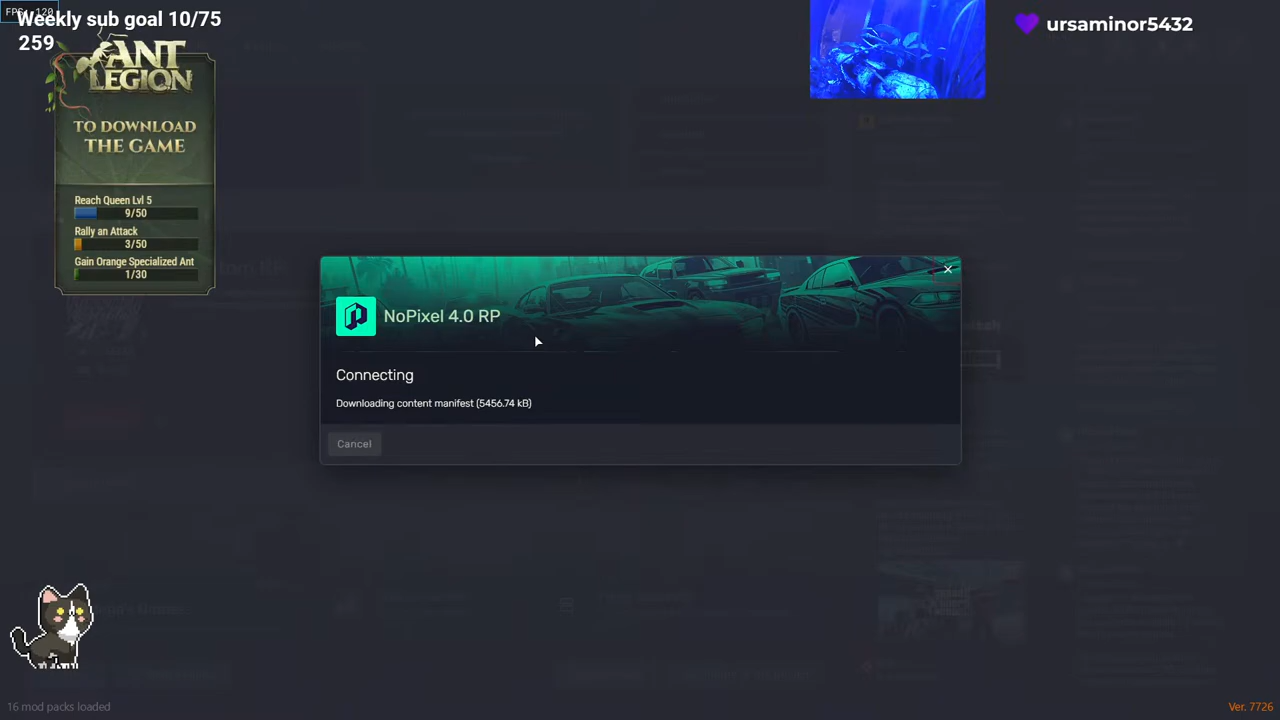 FPS 120
Weekly sub goal 10/75
259
ursaminor5432
ANT
LEGION
TO DOWNLOAD
THE GAME
Reach Queen Lvl 5
9/50
Rally an Attack
3/50
Gain Orange Specialized Ant
1/30
NoPixel 4.0 RP
Connecting
Downloading content manifest (5456.74 kB)
Cancel
16 mod packs loaded
Ver. 7726